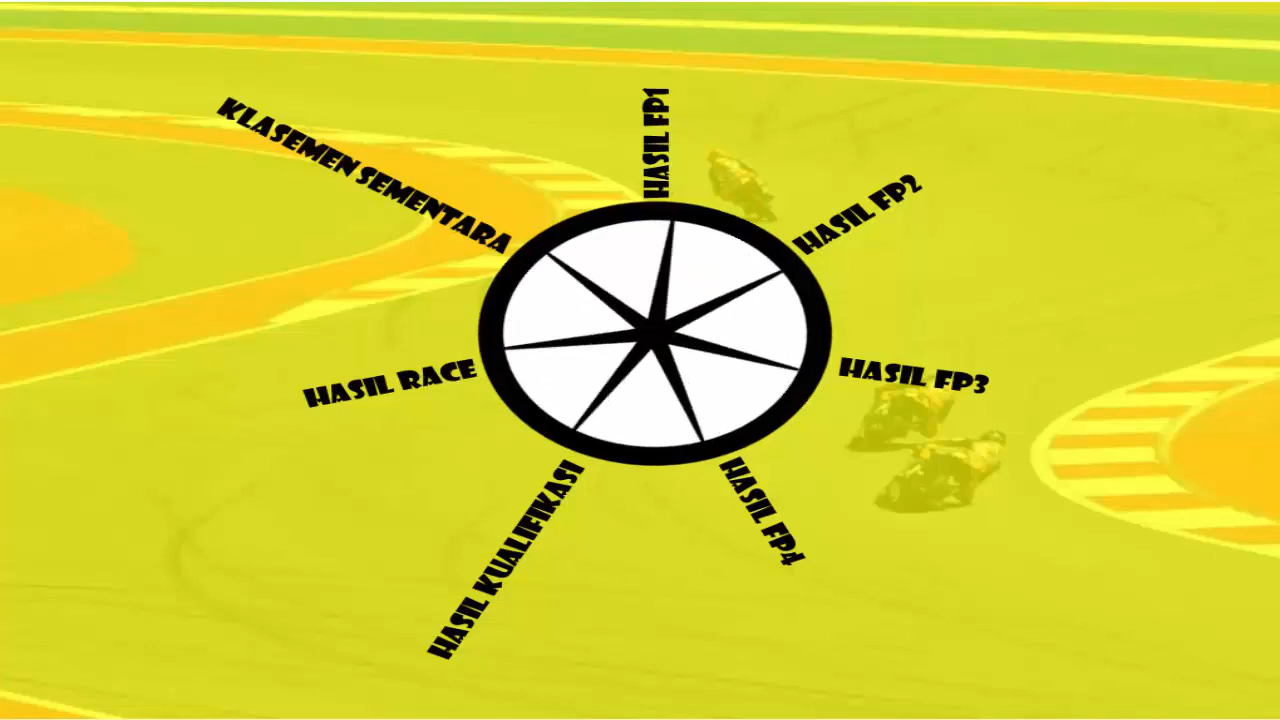 HASIL FP1
HASIL FP2
HASIL FP3
HASIL FP4
HASIL KUALIFIKASI
HASIL RACE
KLASEMEN SEMENTARA